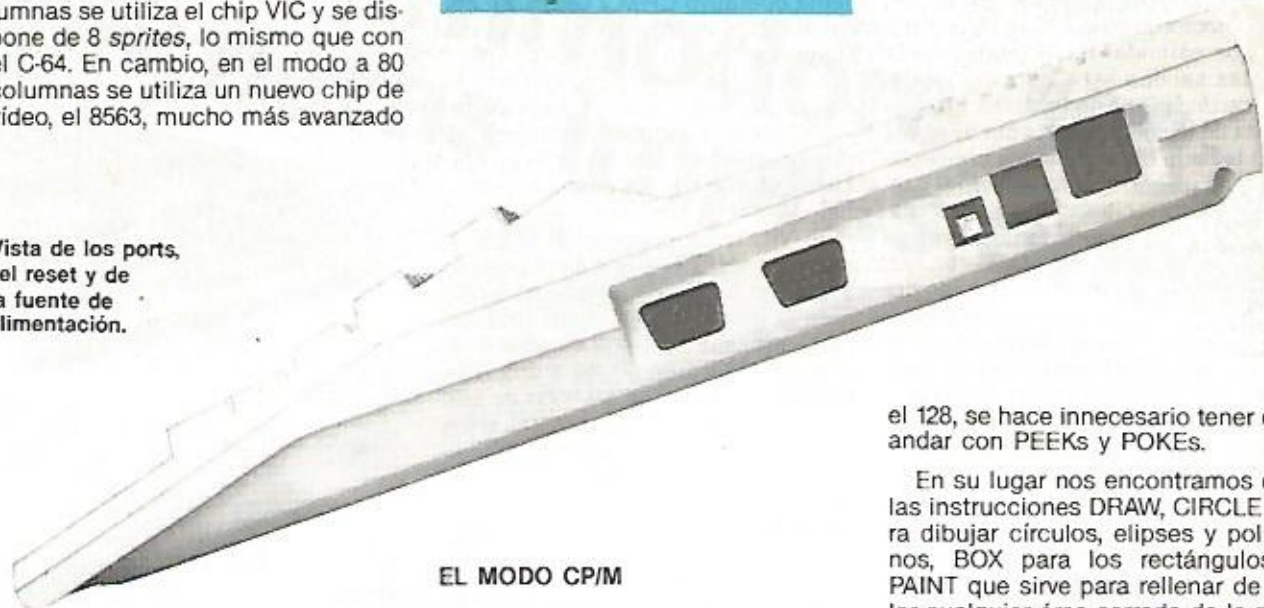 umnas se utiliza el chip VIC y se dis-
pone de 8 sprites, lo mismo que con
el C-64. En cambio, en el modo a 80
columnas se utiliza un nuevo chip de
vídeo, el 8563, mucho más avanzado
Vista de los ports,
el reset y de
a fuente de
limentación.
EL MODO CP/M
el 128, se hace innecesario tener
andar con PEEKs y POKEs.
En su lugar nos encontramos
las instrucciones DRAW, CIRCLE
ra dibujar círculos, elipses y pol
nos, BOX para los rectángulos
PAINT que sirve para rellenar de